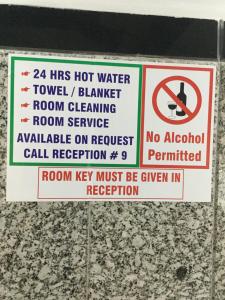 24 HRS HOT WATER
TOWEL / BLANKET
ROOM CLEANING
ROOM SERVICE
AVAILABLE ON REQUEST
CALL RECEPTION # 9
No Alcohol
Permitted
ROOM KEY MUST BE GIVEN IN
RECEPTION